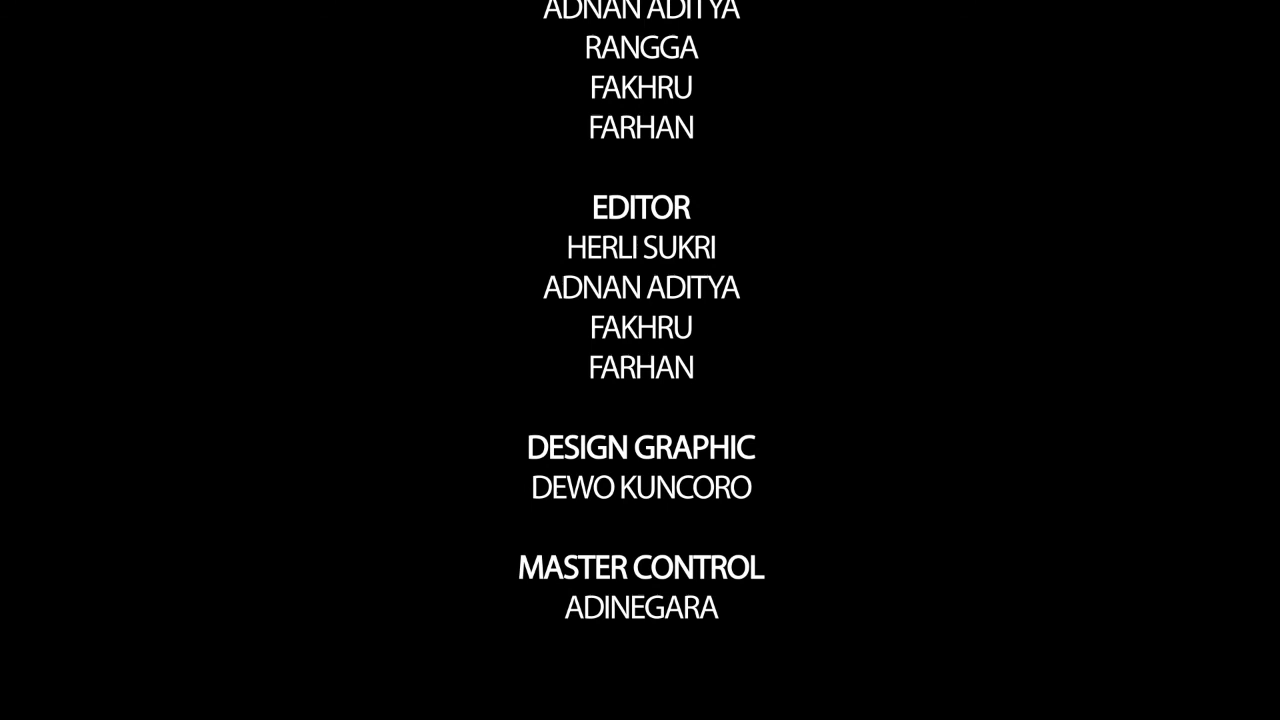 ADNAN ADITYA
RANGGA
FAKHRU
FARHAN
EDITOR
HERLI SUKRI
ADNAN ADITYA
FAKHRU
FARHAN
DESIGN GRAPHIC
DEWO KUNCORO
MASTER CONTROL
ADINEGARA